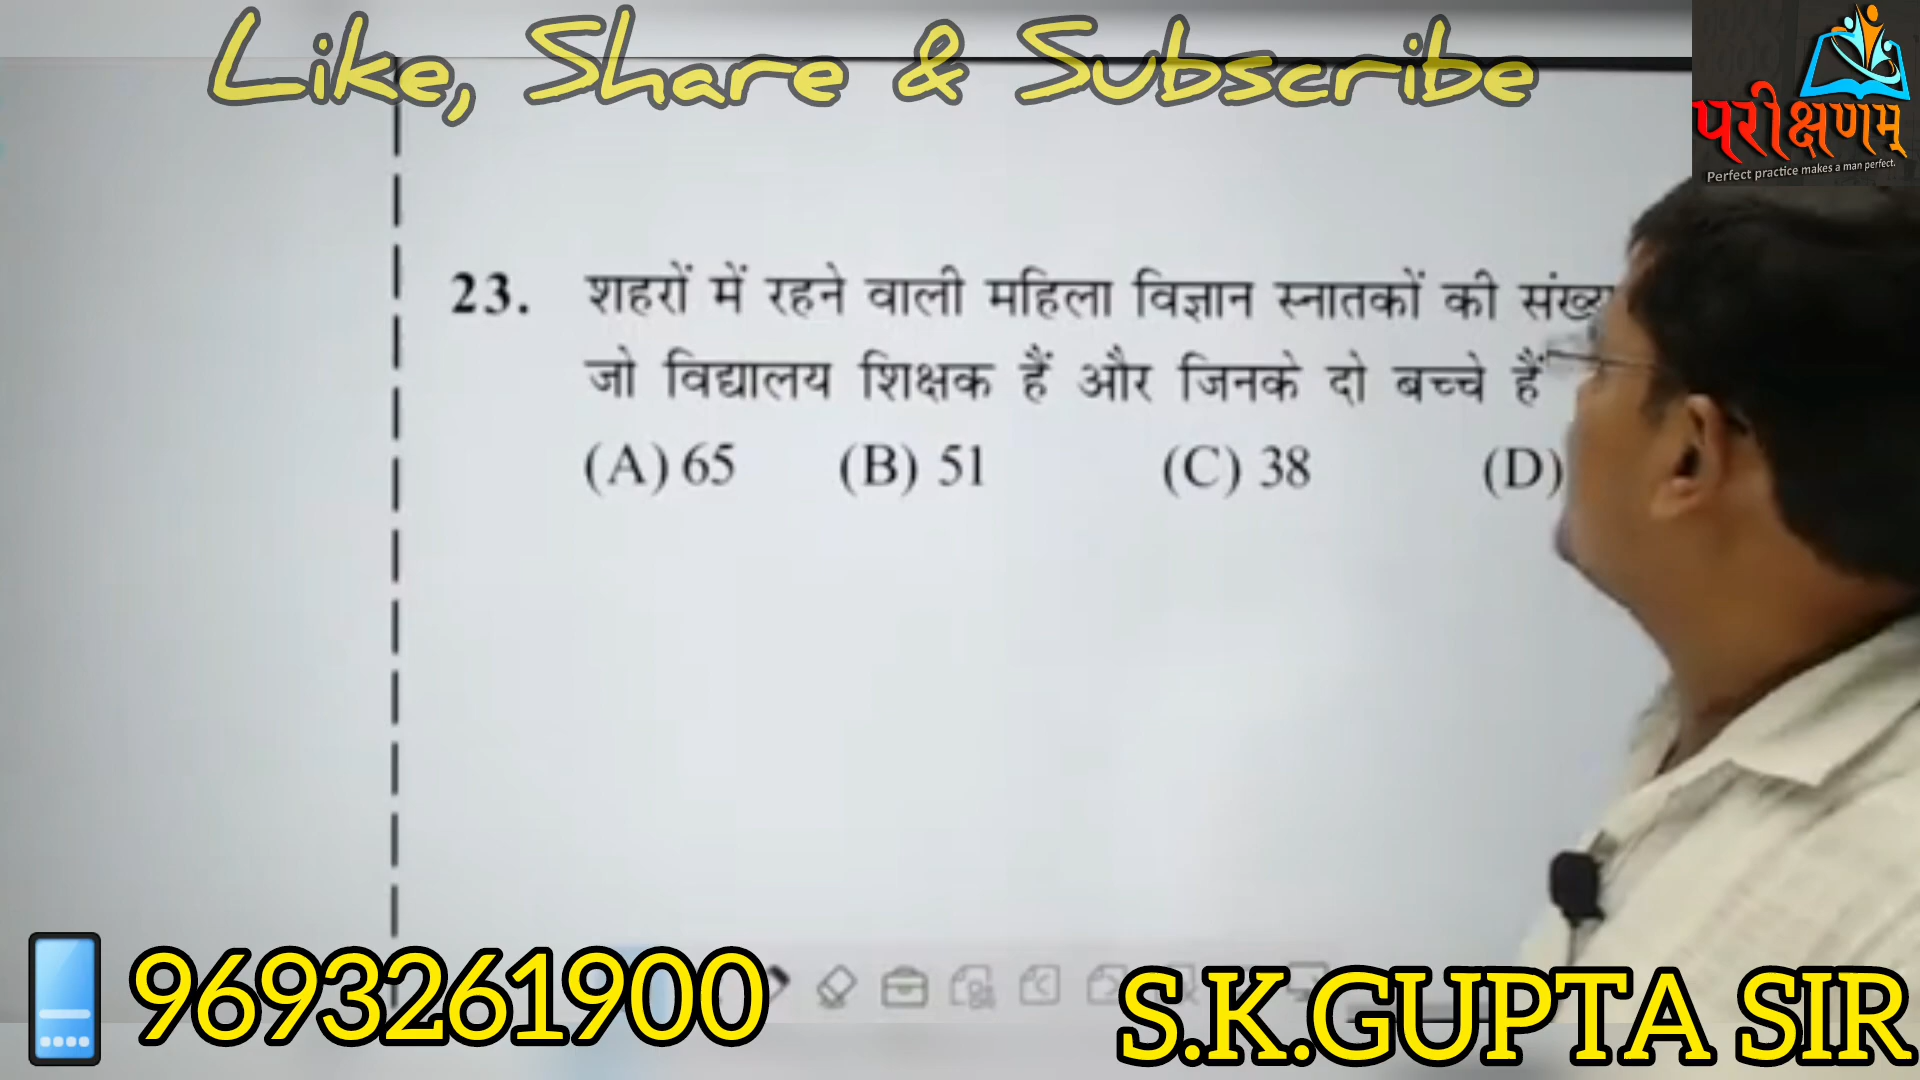 Like, Share & Subscribe
परीक्षणम्
Perfect practice makes a man perfect.
23. शहरों में रहने वाली महिला विज्ञान स्नातकों की
जो विद्यालय शिक्षक हैं और जिनके दो बच्चे हैं
(A) 65 (B) 51 (C) 38 (D)
9693261900
S.K.GUPTA SIR